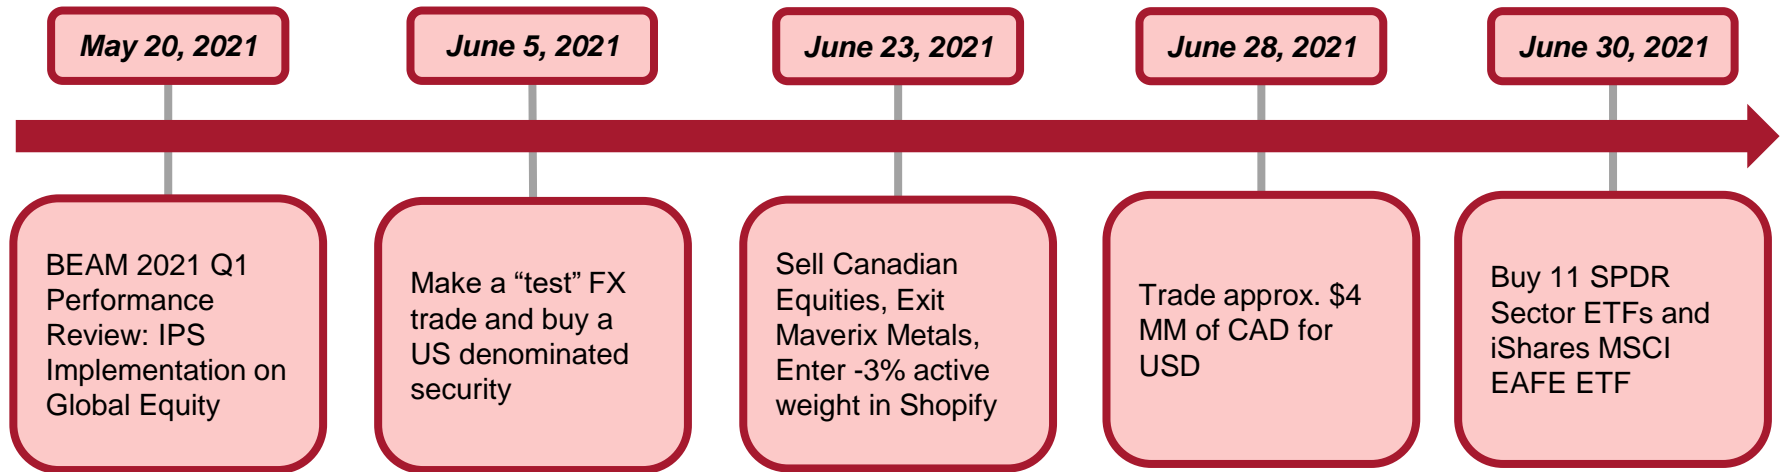 May 20, 2021
June 5, 2021
June 23, 2021
June 28, 2021
June 30, 2021
BEAM 2021 Q1
Performance
Review: IPS
Implementation on
Global Equity
Make a “test” FX
trade and buy a
US denominated
security
Sell Canadian
Equities, Exit
Maverix Metals,
Enter -3% active
weight in Shopify
Trade approx. $4
MM of CAD for
USD
Buy 11 SPDR
Sector ETFs and
iShares MSCI
EAFE ETF